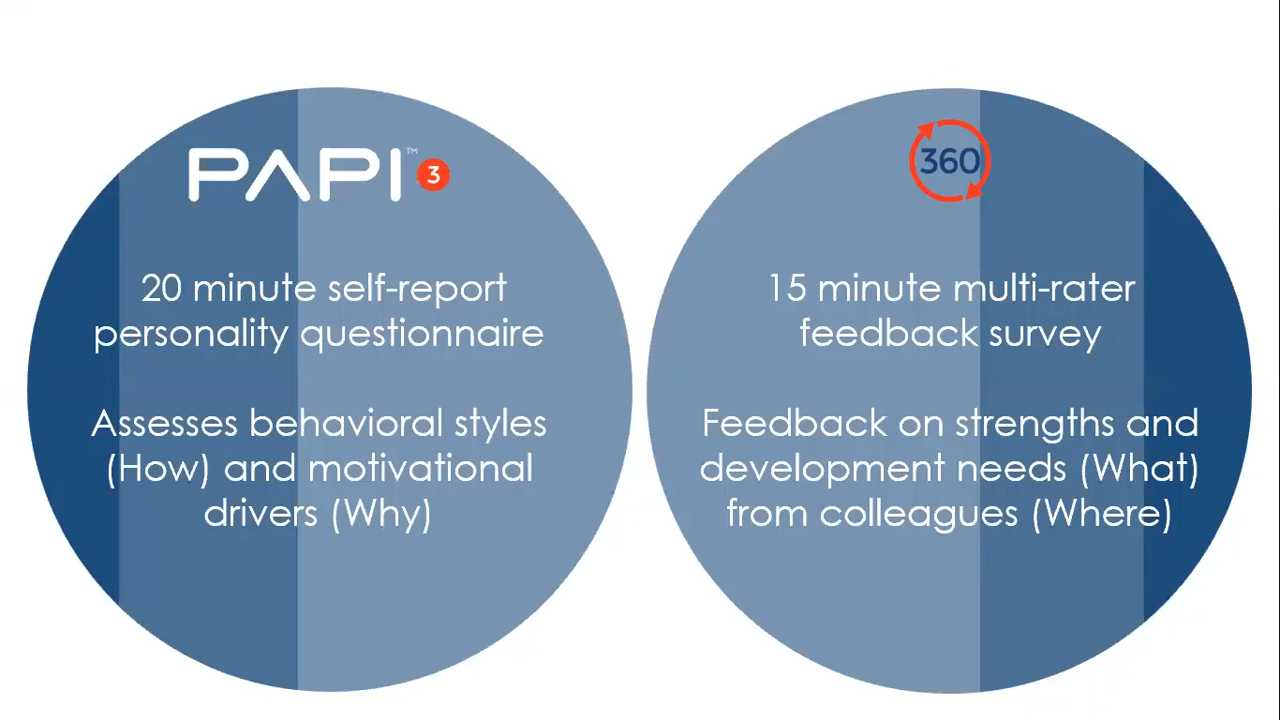 PAPI™ 3
20 minute self-report
personality questionnaire
Assesses behavioral styles
(How) and motivational
drivers (Why)
360
15 minute multi-rater
feedback survey
Feedback on strengths and
development needs (What)
from colleagues (Where)